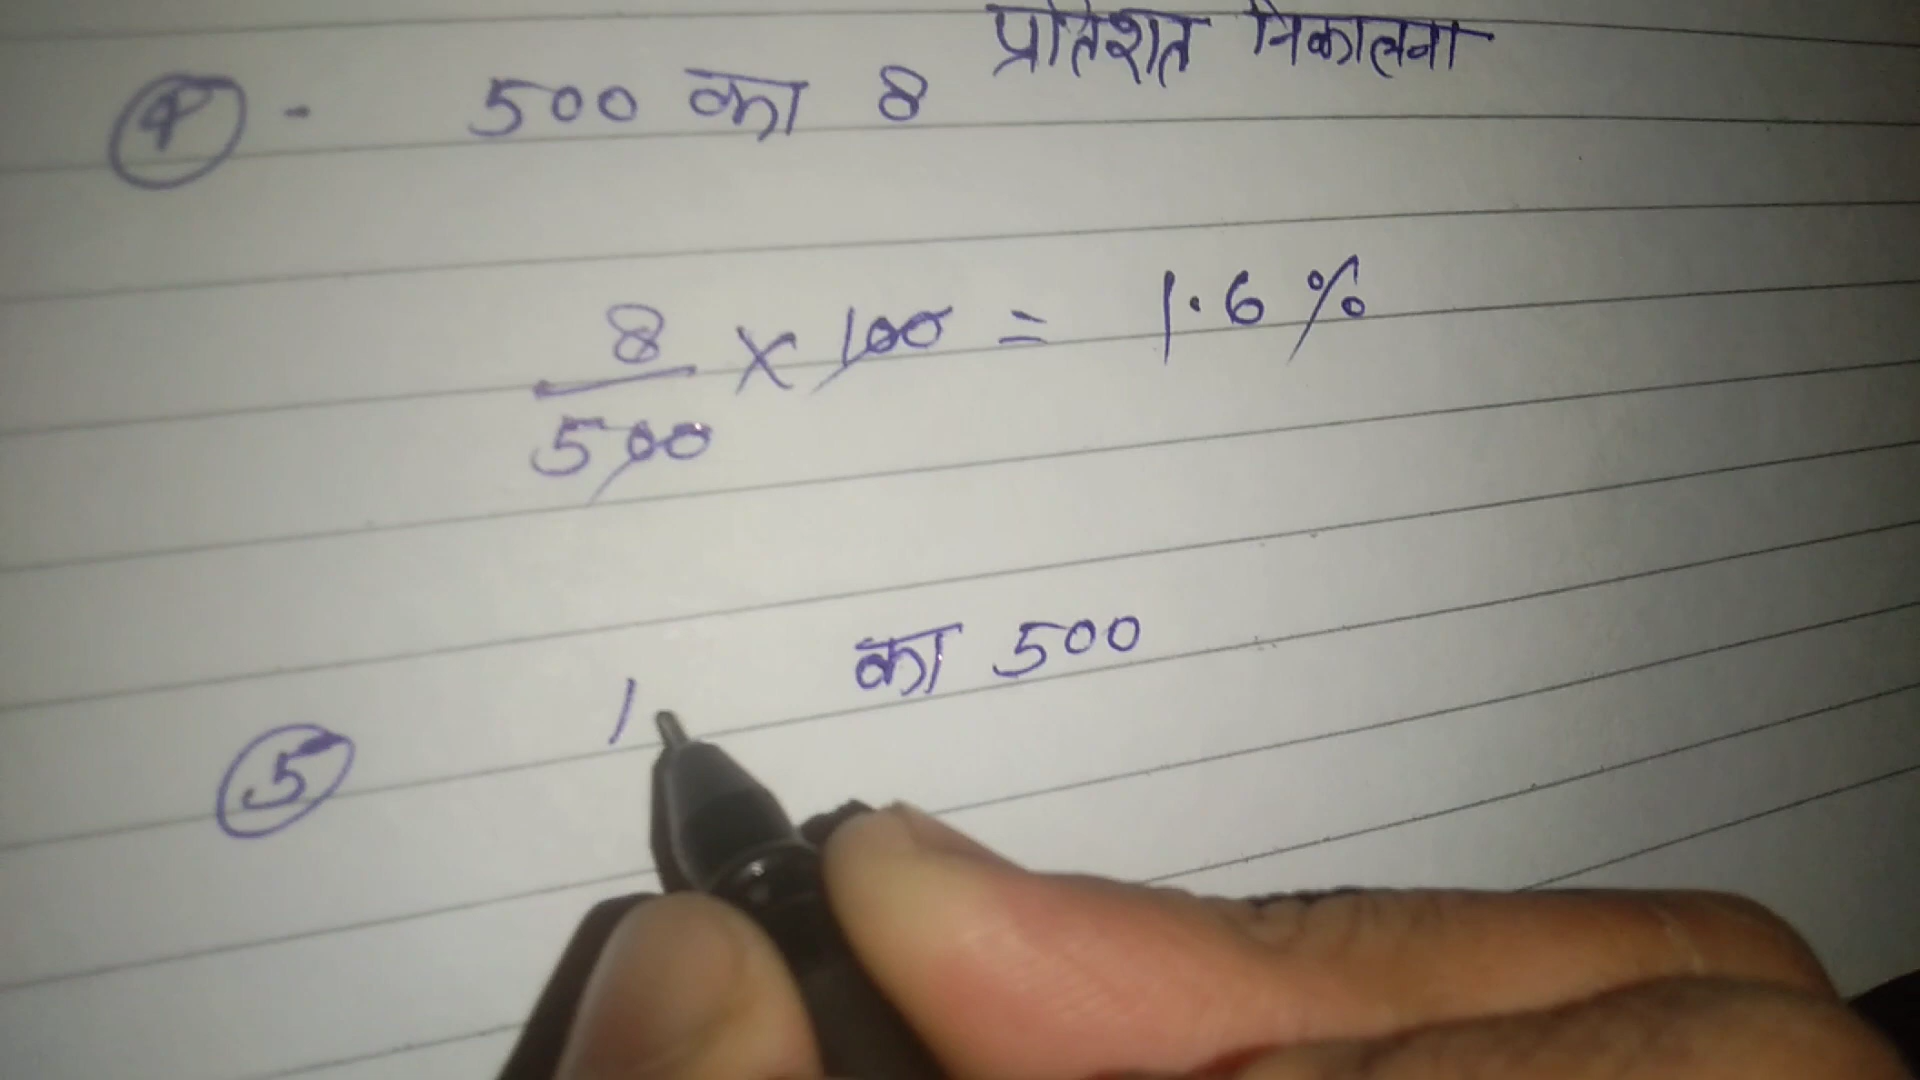 प्रतिशत निकालना
④ - 500 का 8
8/500 × 100 = 1.6 %
⑤ 1 का 500